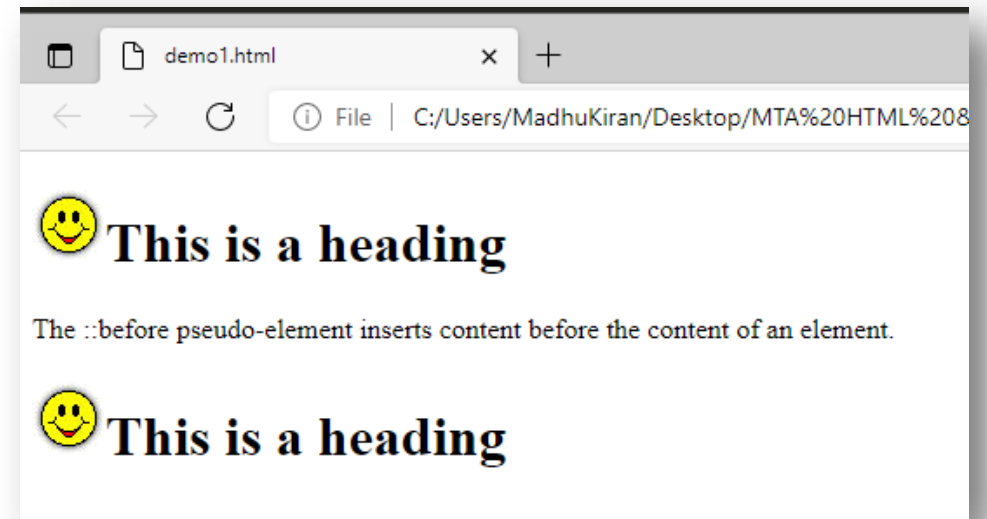 demo1.html
File | C:/Users/MadhuKiran/Desktop/MTA%20HTML%20&
This is a heading
The ::before pseudo-element inserts content before the content of an element.
This is a heading